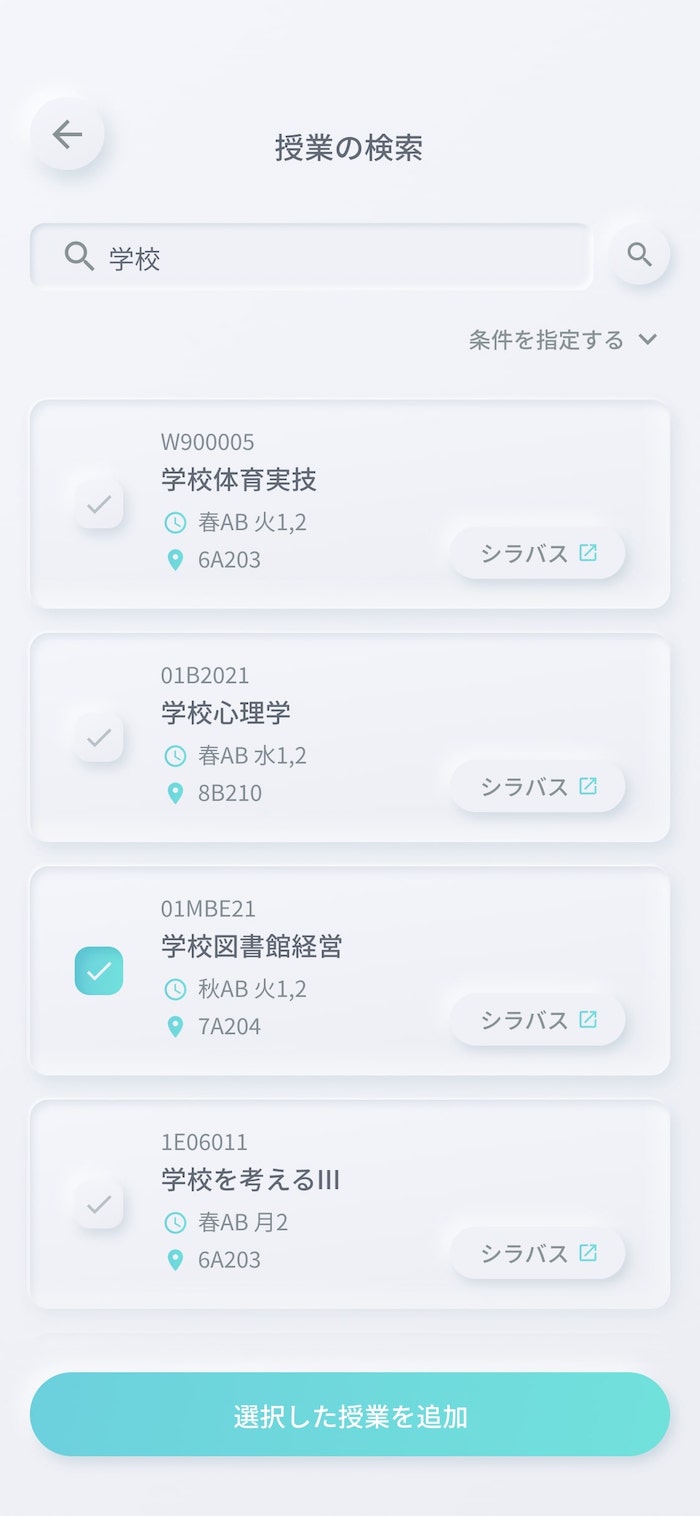 授業の検索
学校
条件を指定する
W900005
学校体育実技
春AB 火1,2
6A203
シラバス
01B2021
学校心理学
春AB 水1,2
8B210
シラバス
01MBE21
学校図書館経営
秋AB 火1,2
7A204
シラバス
1E06011
学校を考えるIII
春AB 月2
6A203
シラバス
選択した授業を追加